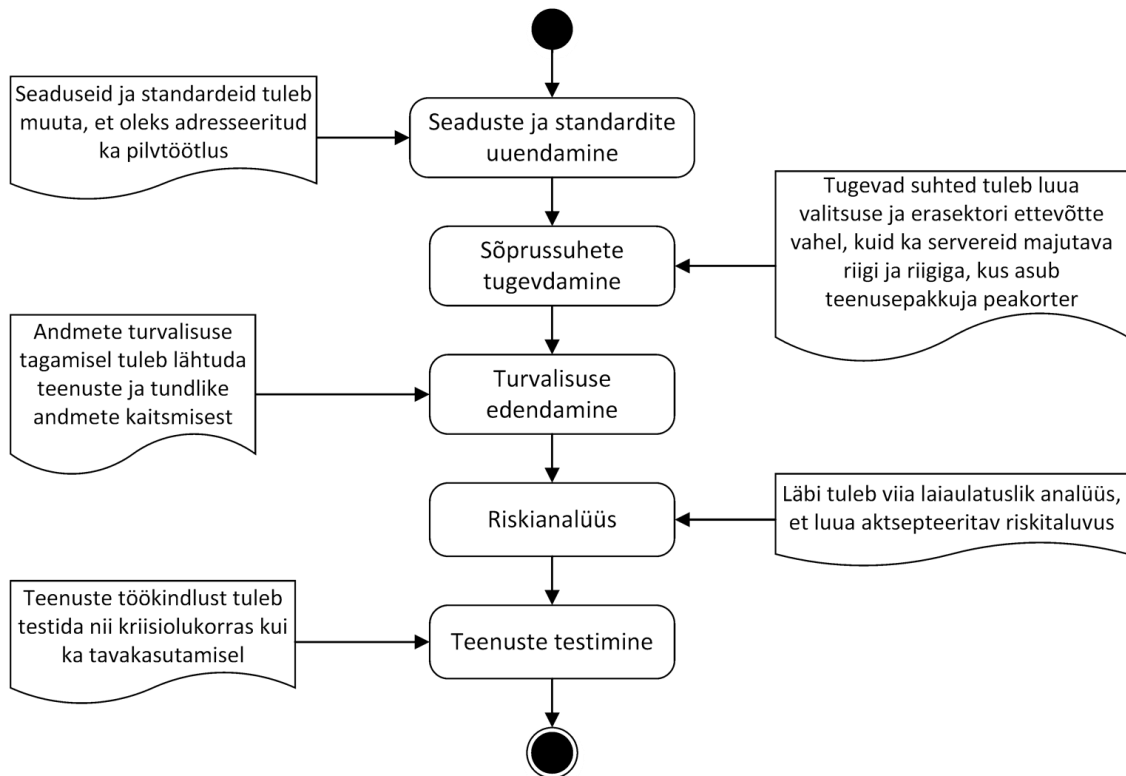 Seaduseid ja standardeid tuleb
muuta, et oleks adresseeritud
ka pilvtöötlus
Seaduste ja standardite
uuendamine
Tugevad suhted tuleb luua
valitsuse ja erasektori ettevõtte
vahel, kuid ka servereid majutava
riigi ja riigiga, kus asub
teenusepakkuja peakorter
Sõprussuhete
tugevdamine
Andmete turvalisuse
tagamisel tuleb lähtuda
teenuste ja tundlike
andmete kaitsmisest
Turvalisuse
edendamine
Riskianalüüs
Läbi tuleb viia laiaulatuslik analüüs,
et luua aktsepteeritav riskitaluvus
Teenuste töökindlust tuleb
testida nii kriisiolukorras kui
ka tavakasutamisel
Teenuste testimine